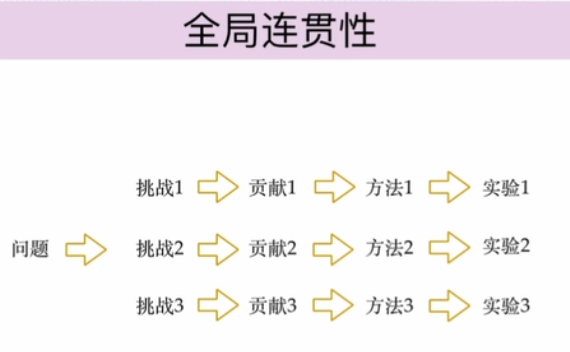 全局连贯性
挑战1 贡献1 方法1 实验1
问题 挑战2 贡献2 方法2 实验2
挑战3 贡献3 方法3 实验3